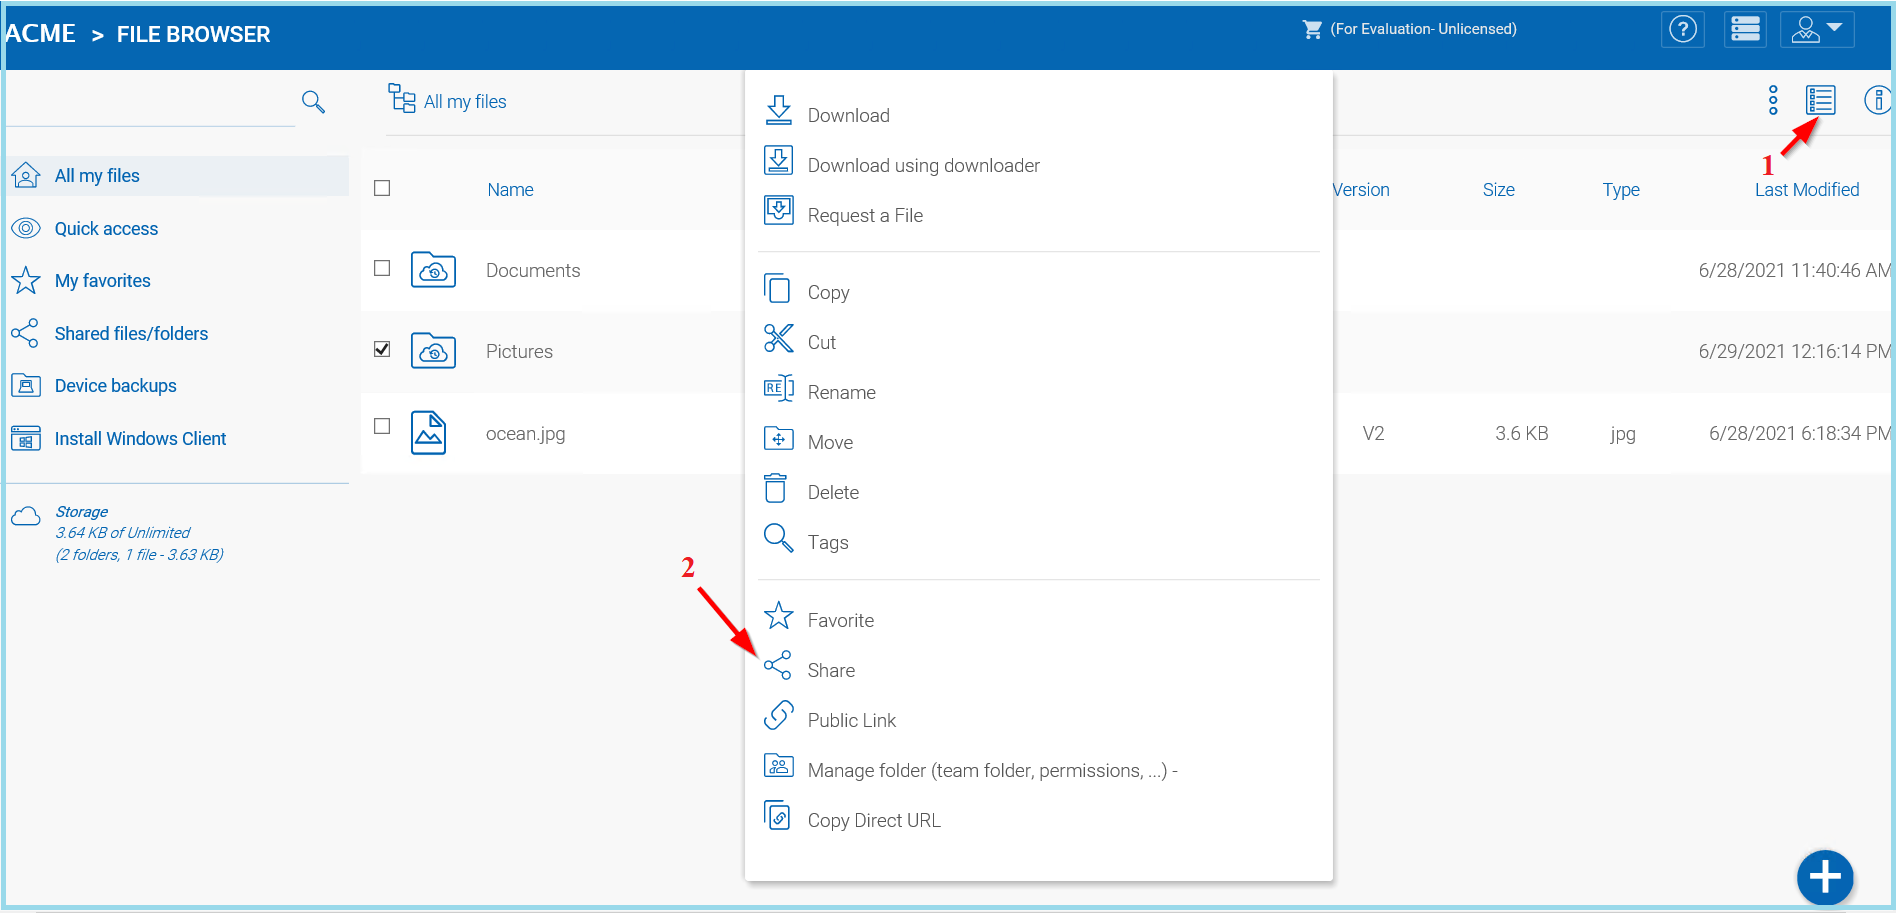 ACME > FILE BROWSER
(For Evaluation- Unlicensed)
All my files
Quick access
My favorites
Shared files/folders
Device backups
Install Windows Client
Storage
3.64 KB of Unlimited
(2 folders, 1 file - 3.63 KB)
All my files
1
Name Version Size Type Last Modified
Documents 6/28/2021 11:40:46 AM
Pictures 6/29/2021 12:16:14 PM
ocean.jpg V2 3.6 KB jpg 6/28/2021 6:18:34 PM
Download
Download using downloader
Request a File
Copy
Cut
RE Rename
Move
Delete
Tags
2
Favorite
Share
Public Link
Manage folder (team folder, permissions, ...) -
Copy Direct URL